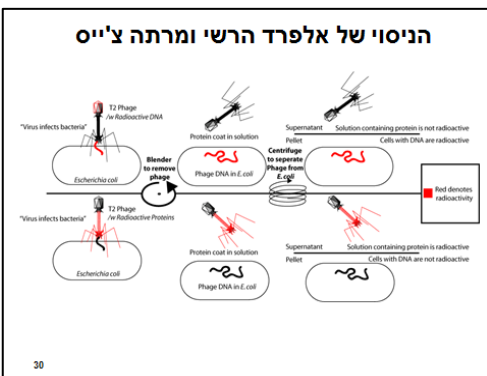 הניסוי של אלפרד הרשי ומרתה צ'ייס
T2 Phage
/w Radioactive DNA
"Virus infects bacteria"
Escherichia coli
Blender
to remove
phage
Protein coat in solution
Phage DNA in E.coli
Centrifuge
to seperate
Phage from
E.coli
Supernatant
Solution containing protein is not radioactive
Pellet
Cells with DNA are radioactive
Red denotes
radioactivity
"Virus infects bacteria"
T2 Phage
/w Radioactive Proteins
Escherichia coli
Protein coat in solution
Phage DNA in E.coli
Supernatant
Solution containing protein is radioactive
Pellet
Cells with DNA are not radioactive
30